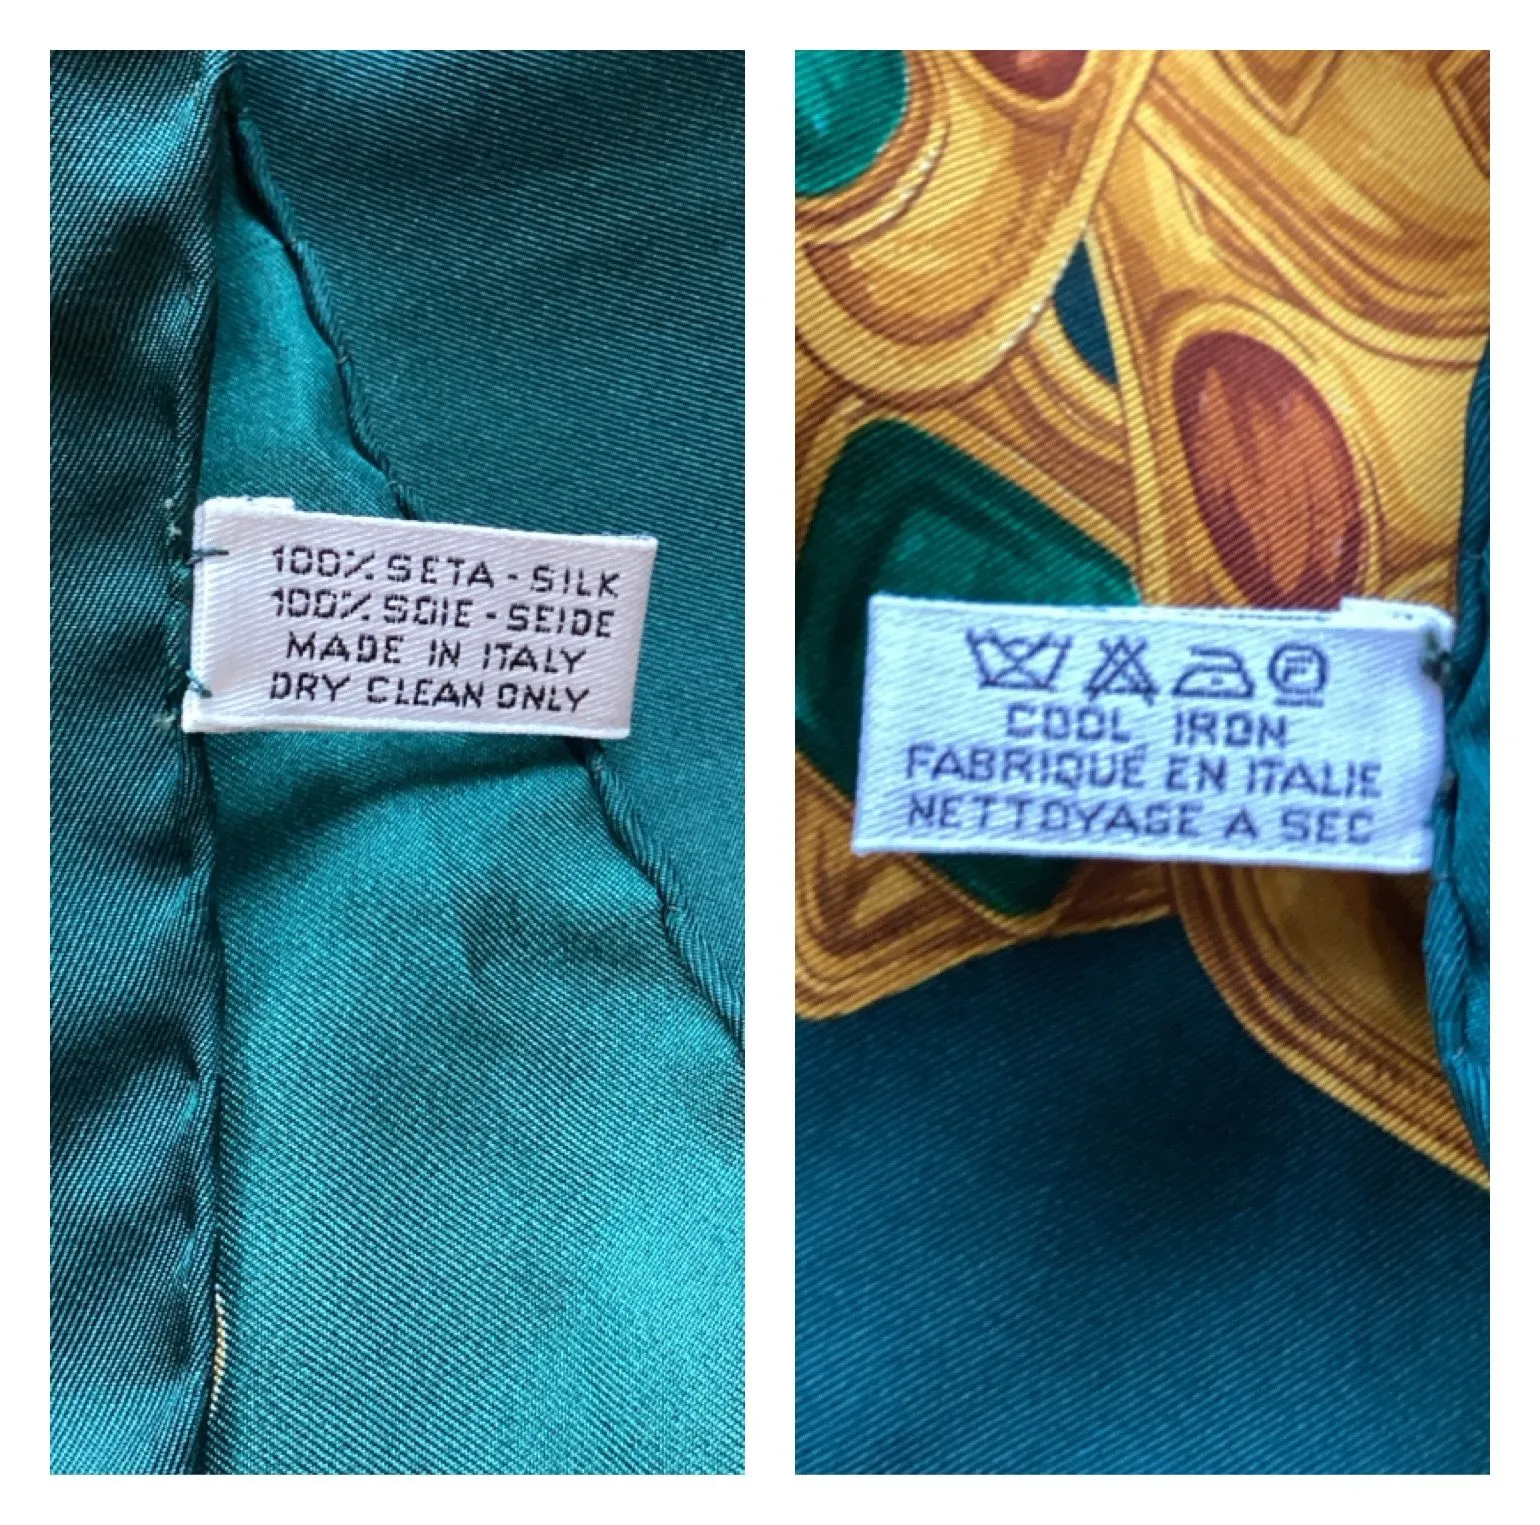 100% SETA - SILK
100% SOIE - SEIDE
MADE IN ITALY
DRY CLEAN ONLY
COOL IRON
FABRIQUÉ EN ITALIE
NETTOYAGE A SEC